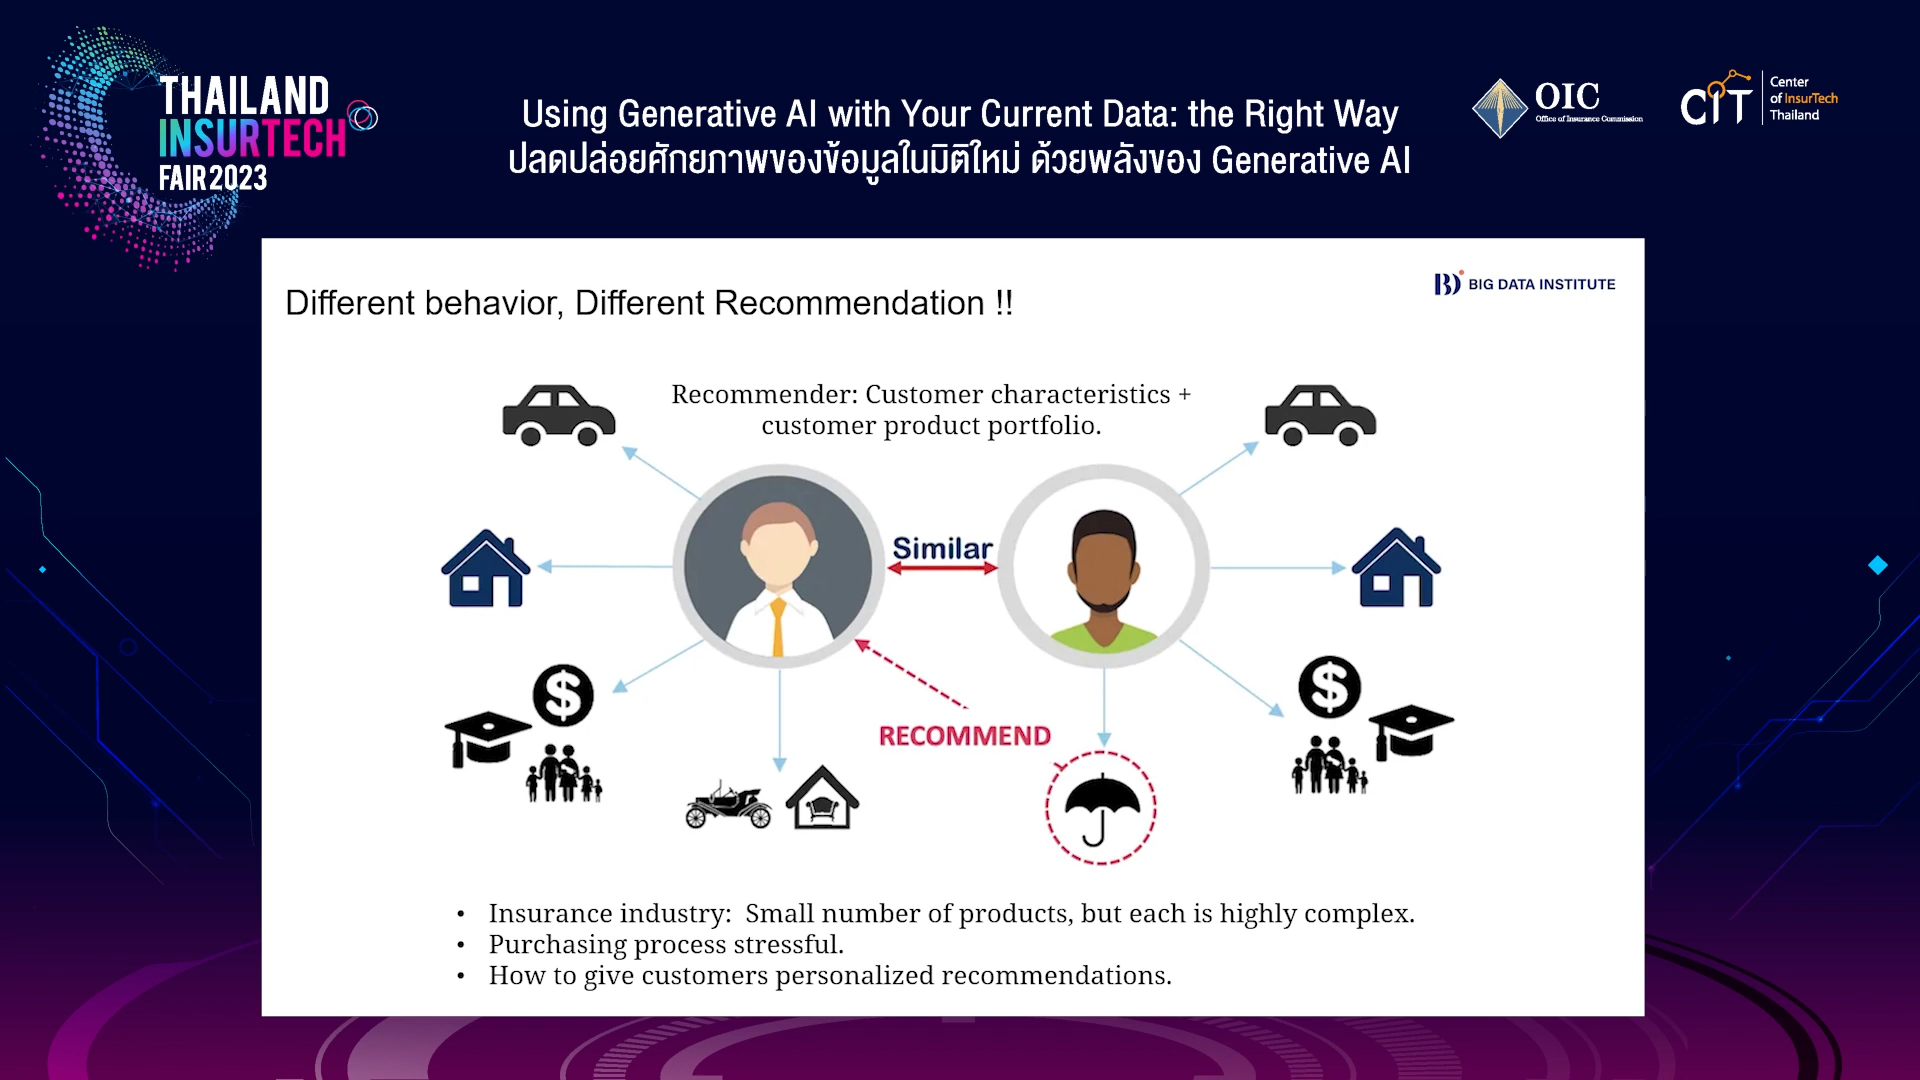 THAILAND
INSURTECH
FAIR 2023
Using Generative AI with Your Current Data: the Right Way
ปลดปล่อยศักยภาพของข้อมูลในมิติใหม่ ด้วยพลังของ Generative AI
OIC
Office of Insurance Commission
CIT
Center
of InsurTech
Thailand
Different behavior, Different Recommendation !!
BIG DATA INSTITUTE
Recommender: Customer characteristics +
customer product portfolio.
Similar
RECOMMEND
• Insurance industry:  Small number of products, but each is highly complex.
• Purchasing process stressful.
• How to give customers personalized recommendations.